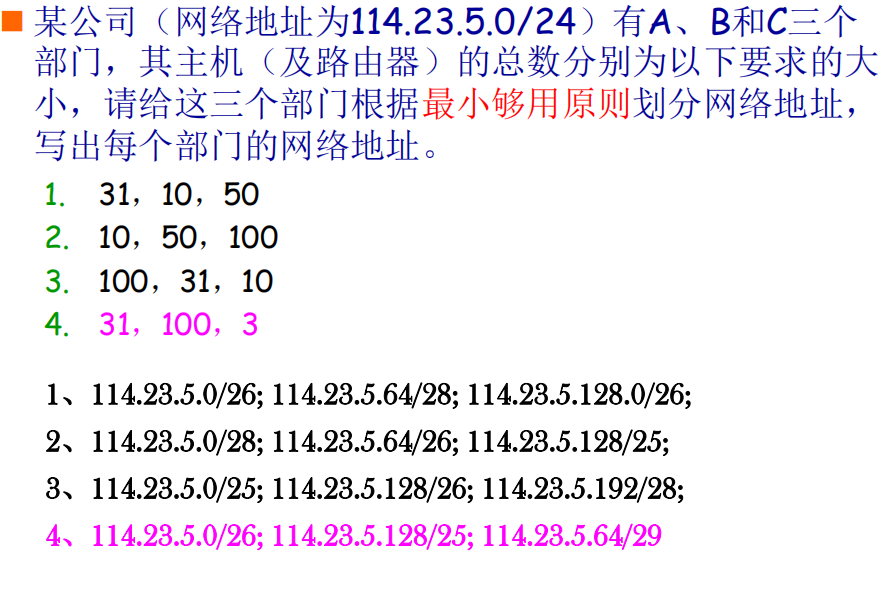 某公司（网络地址为114.23.5.0/24）有A、B和C三个
部门，其主机（及路由器）的总数分别为以下要求的大
小，请给这三个部门根据最小够用原则划分网络地址，
写出每个部门的网络地址。
1. 31，10，50
2. 10，50，100
3. 100，31，10
4. 31，100，3
1、114.23.5.0/26; 114.23.5.64/28; 114.23.5.128.0/26;
2、114.23.5.0/28; 114.23.5.64/26; 114.23.5.128/25;
3、114.23.5.0/25; 114.23.5.128/26; 114.23.5.192/28;
4、114.23.5.0/26; 114.23.5.128/25; 114.23.5.64/29